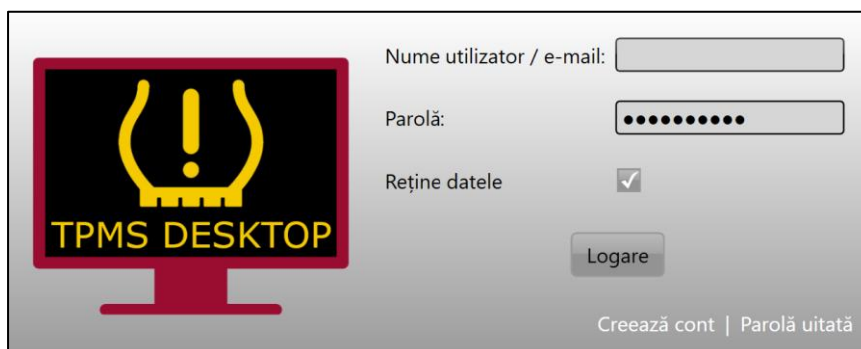 Nume utilizator / e-mail:
Parolă:
●●●●●●●●●●
Reține datele
TPMS DESKTOP
Logare
Creează cont | Parolă uitată